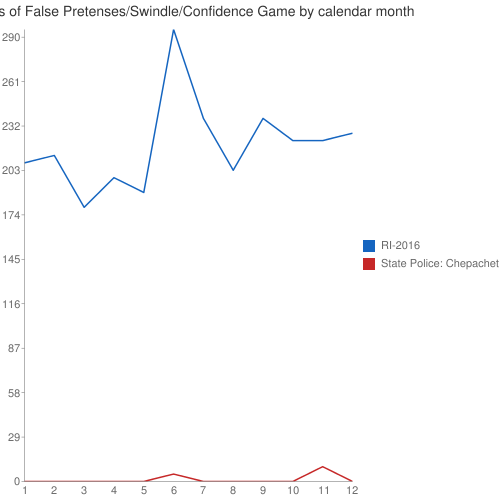 s of False Pretenses/Swindle/Confidence Game by calendar month
290
261
232
203
174
145
116
87
58
29
0
1 2 3 4 5 6 7 8 9 10 11 12
RI-2016
State Police: Chepachet